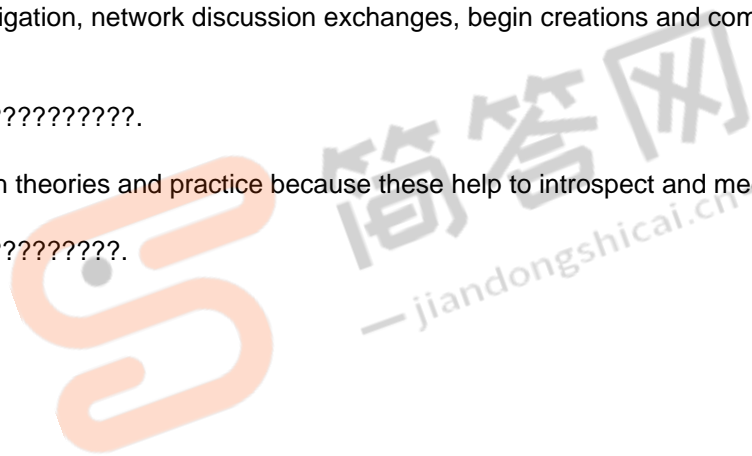 igation, network discussion exchanges, begin creations and com
??????????.
n theories and practice because these help to introspect and me
?????????.
简答网
jiandongshicai.cn